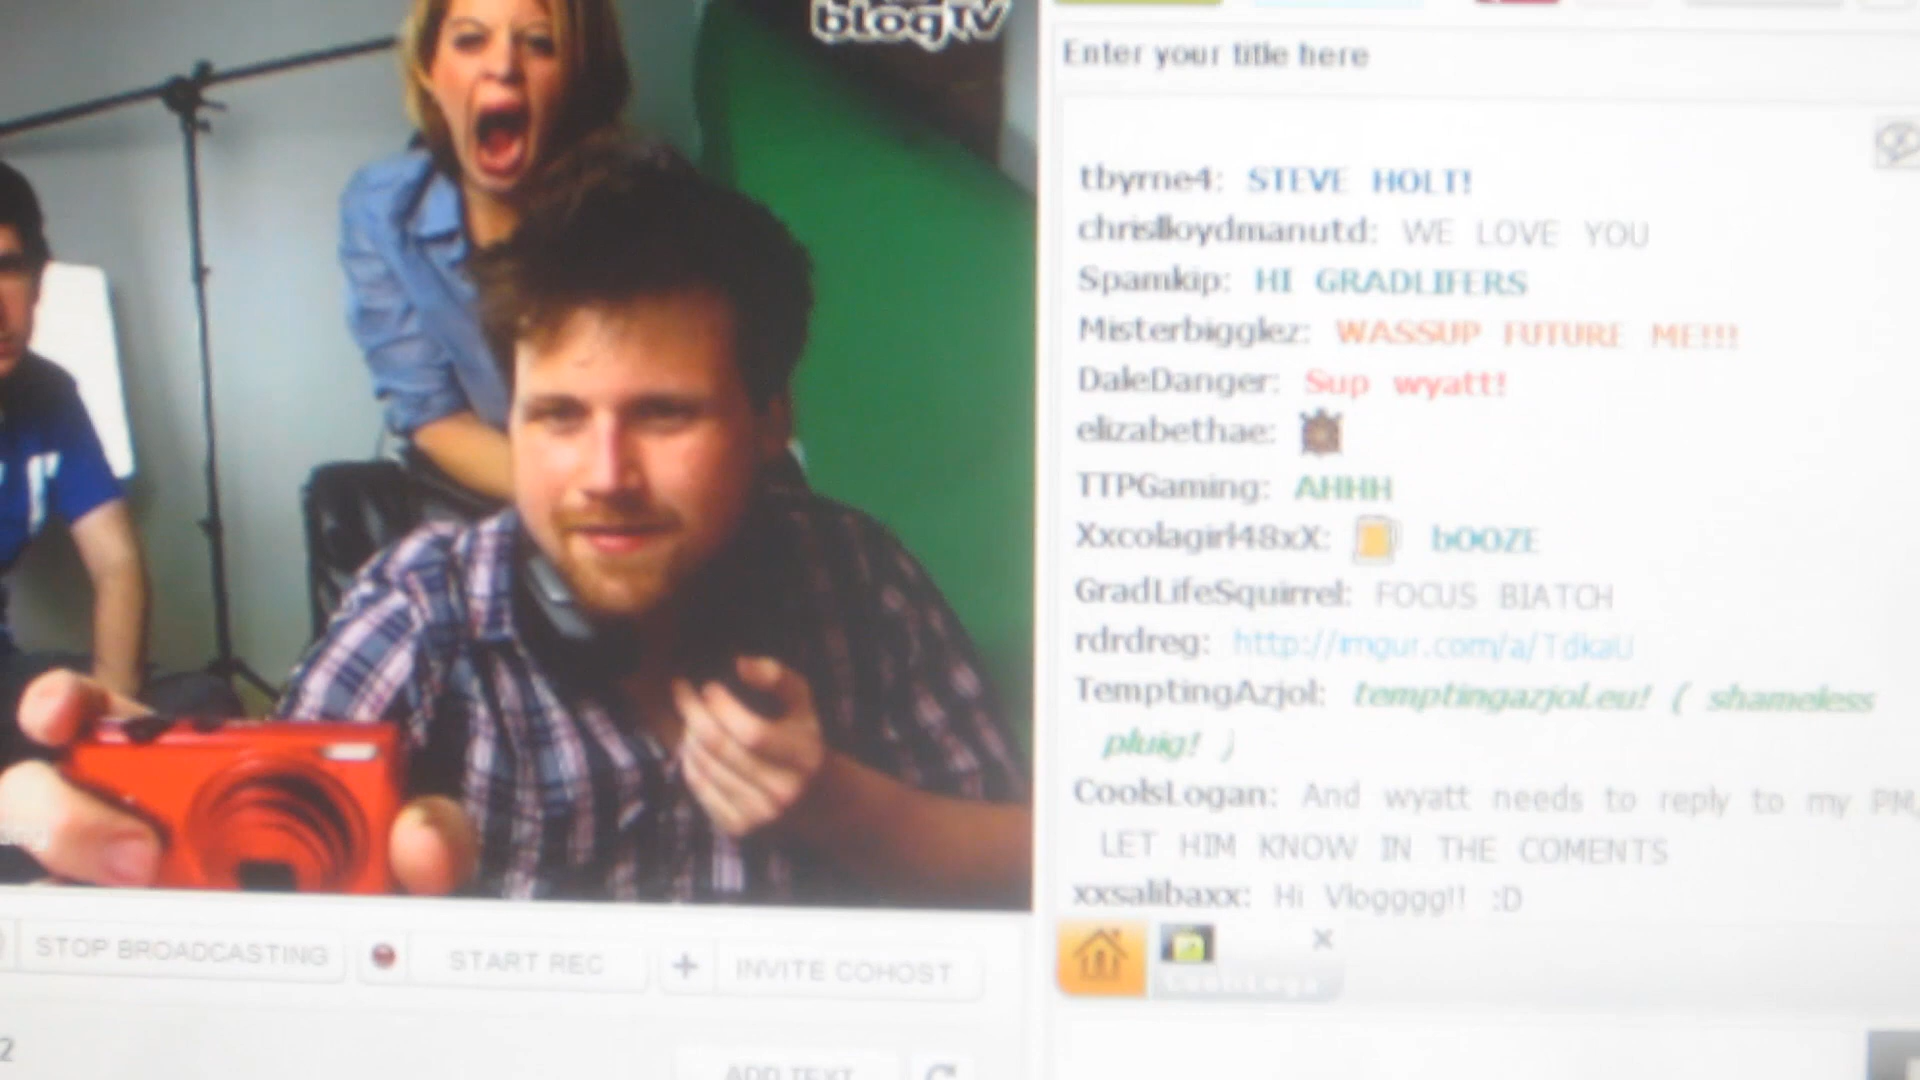 blogTV
Enter your title here
tbyrne4: STEVE HOLT!
chrislloydmanutd: WE LOVE YOU
Spamkip: HI GRADLIFERS
Misterbigglez: WASSUP FUTURE ME!!!
DaleDanger: Sup wyatt!
elizabethae:
TTPGaming: AHHH
Xxcolagirl48xX: bOOZE
GradLifeSquirrel: FOCUS BIATCH
rdrdreg: http://imgur.com/a/TdkaU
TemptingAzjol: temptingazjol.eu! ( shameless
pluig! )
CoolsLogan: And wyatt needs to reply to my PM,
LET HIM KNOW IN THE COMENTS
xxsalibaxx: Hi Vlogggg!! :D
STOP BROADCASTING
START REC
+ INVITE COHOST
2
ADD TEXT